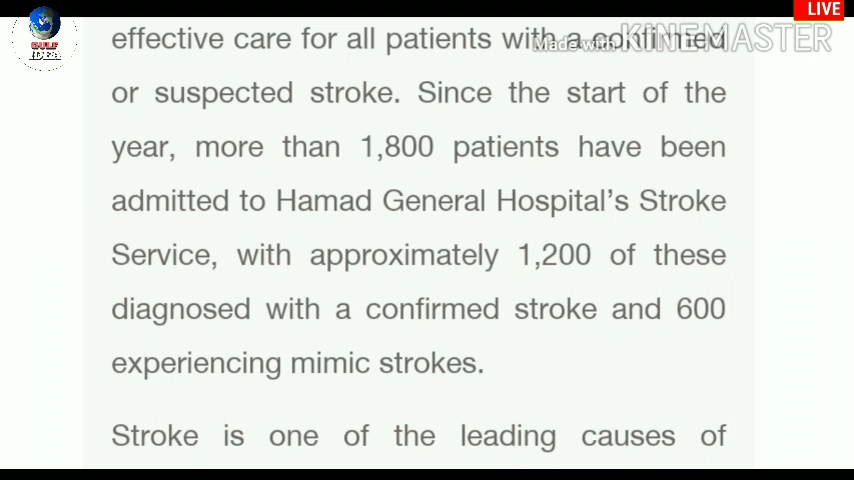 LIVE
GULF
IDEA
Made with KINEMASTER
effective care for all patients with a confirmed
or suspected stroke. Since the start of the
year, more than 1,800 patients have been
admitted to Hamad General Hospital's Stroke
Service, with approximately 1,200 of these
diagnosed with a confirmed stroke and 600
experiencing mimic strokes.
Stroke is one of the leading causes of